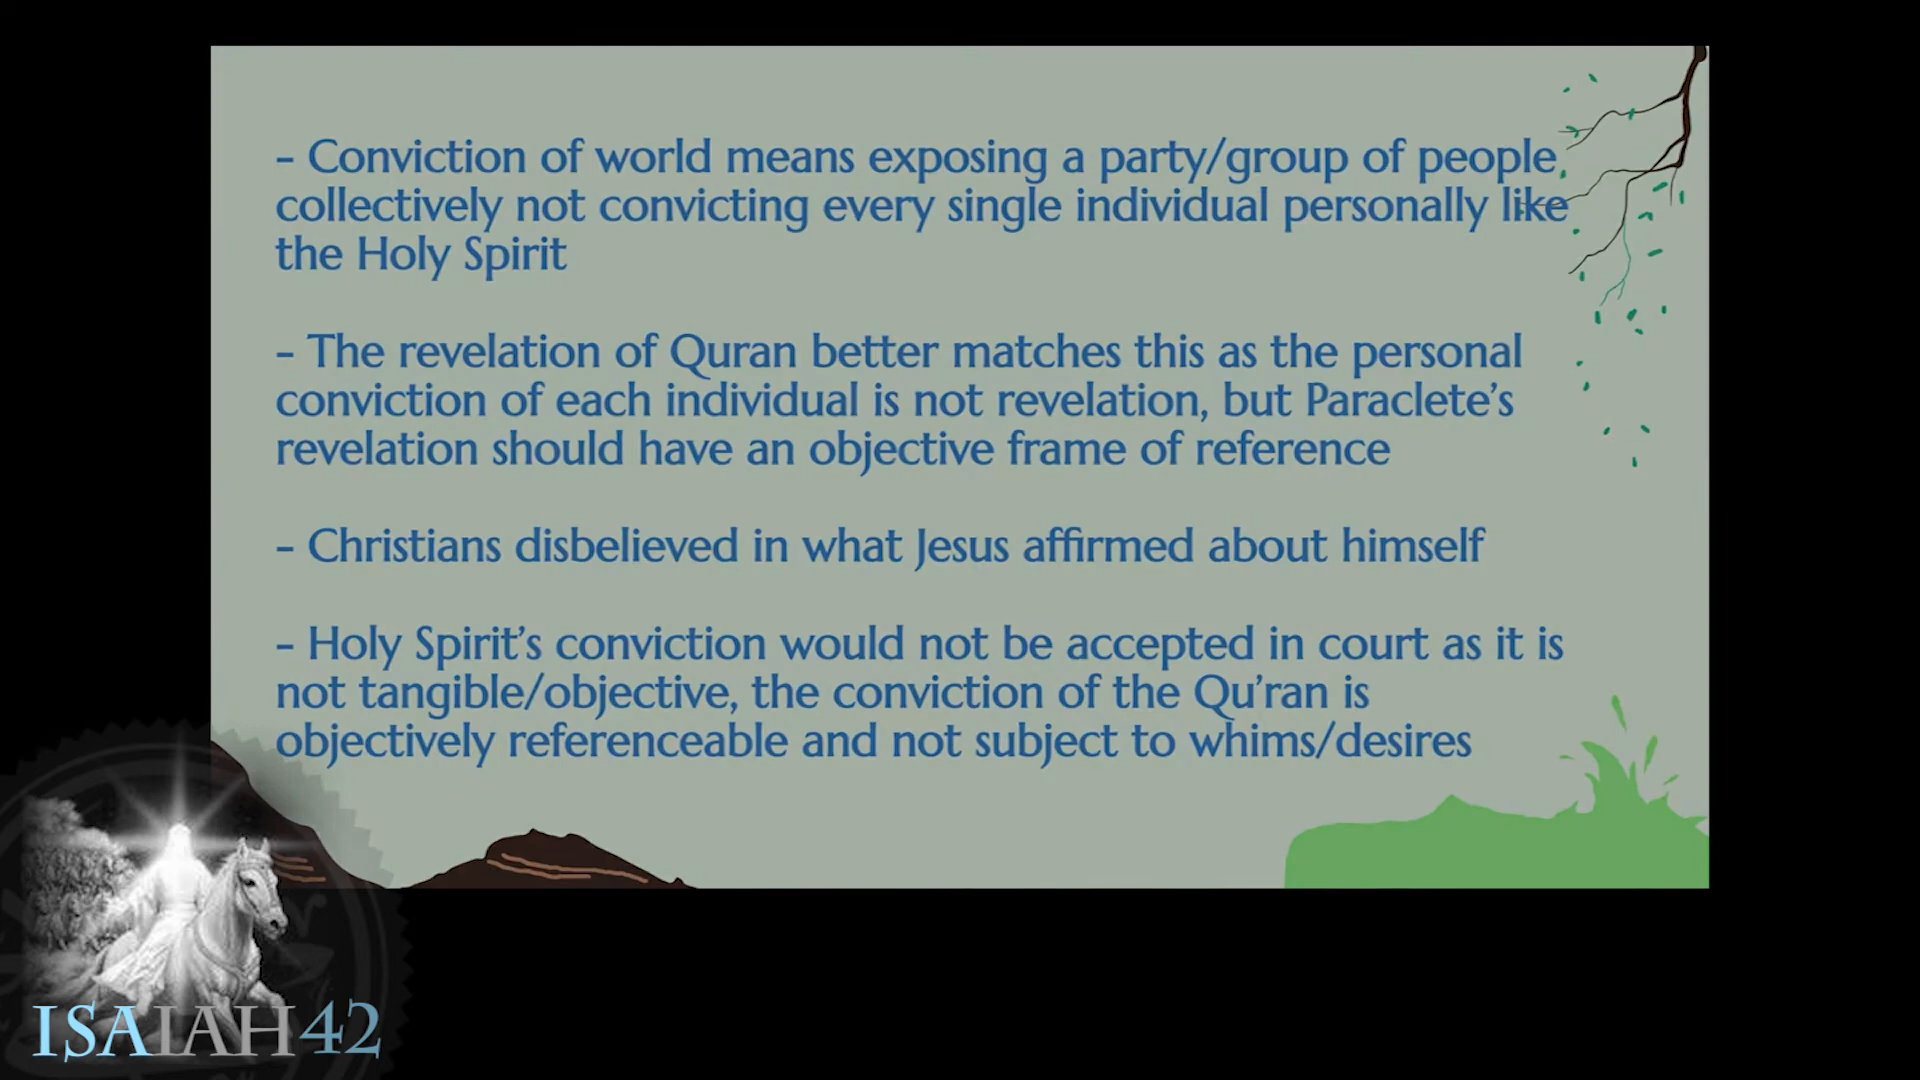 - Conviction of world means exposing a party/group of people,
collectively not convicting every single individual personally like
the Holy Spirit
- The revelation of Quran better matches this as the personal
conviction of each individual is not revelation, but Paraclete's
revelation should have an objective frame of reference
- Christians disbelieved in what Jesus affirmed about himself
- Holy Spirit's conviction would not be accepted in court as it is
not tangible/objective, the conviction of the Qu'ran is
objectively referenceable and not subject to whims/desires
ISAIAH 42